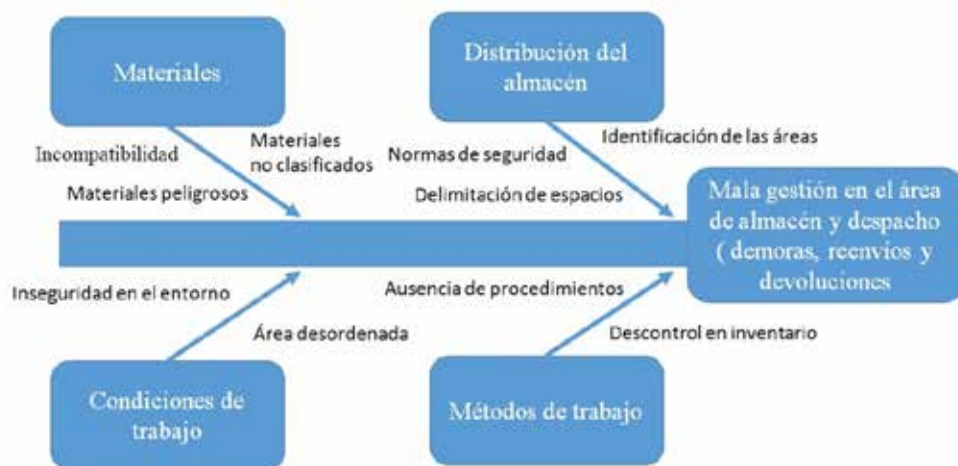 Materiales
Distribución del
almacén
Incompatibilidad
Materiales
no clasificados
Materiales peligrosos
Normas de seguridad
Identificación de las áreas
Delimitación de espacios
Mala gestión en el área
de almacén y despacho
( demoras, reenvíos y
devoluciones
Inseguridad en el entorno
Área desordenada
Ausencia de procedimientos
Descontrol en inventario
Condiciones de
trabajo
Métodos de trabajo